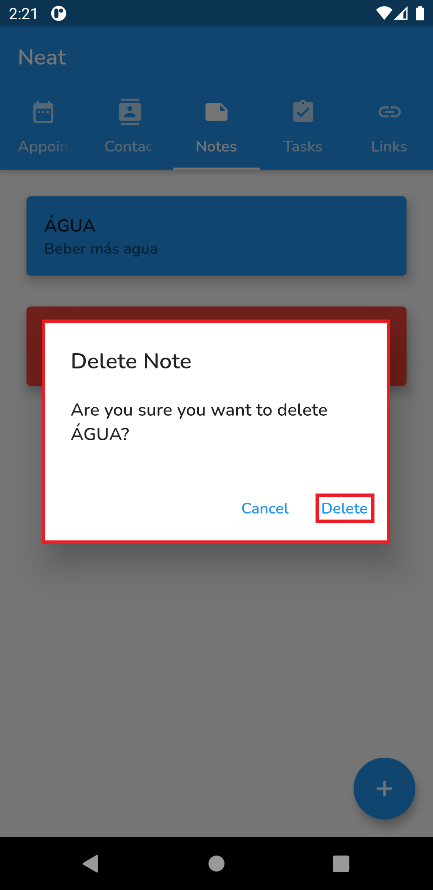 2:21
Neat
Appoin
Contac
Notes
Tasks
Links
ÁGUA
Beber más agua
Delete Note
Are you sure you want to delete
ÁGUA?
Cancel
Delete